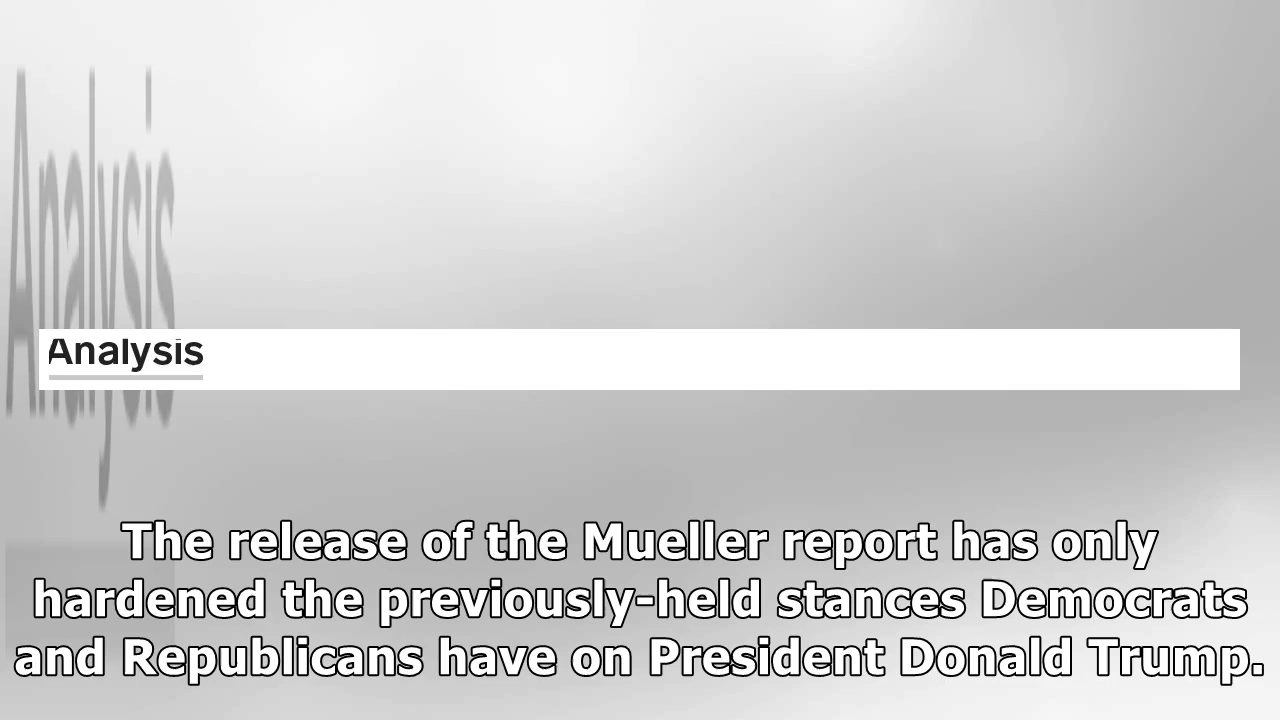 Analysis
Analysis
The release of the Mueller report has only
hardened the previously-held stances Democrats
and Republicans have on President Donald Trump.